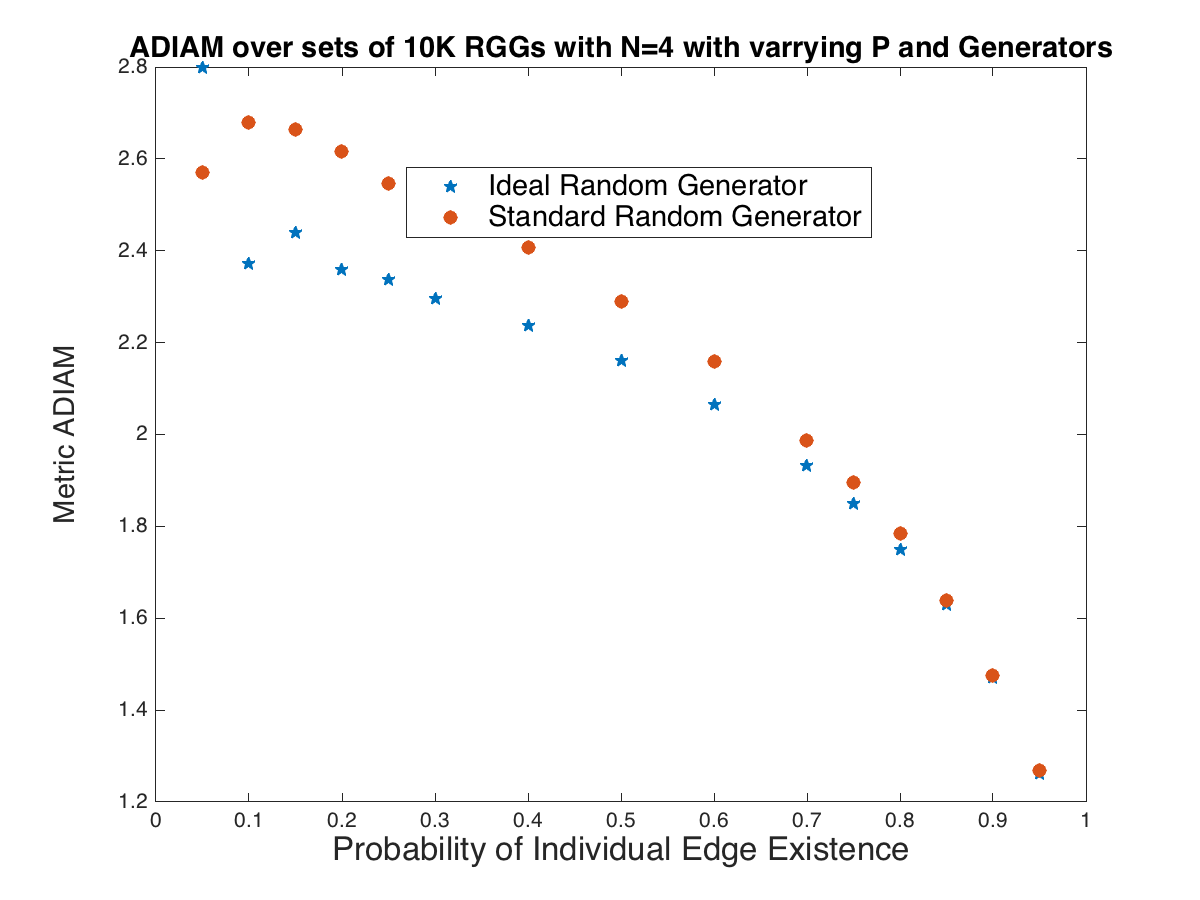 ADIAM over sets of 10K RGGs with N=4 with varrying P and Generators
2.8
2.6
2.4
2.2
2
1.8
1.6
1.4
1.2
Metric ADIAM
Ideal Random Generator
Standard Random Generator
0 0.1 0.2 0.3 0.4 0.5 0.6 0.7 0.8 0.9 1
Probability of Individual Edge Existence